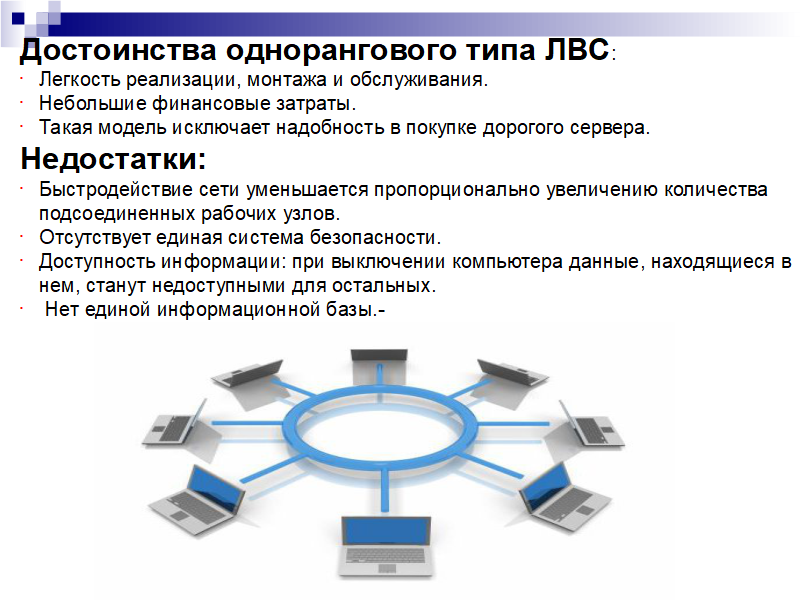 Достоинства однорангового типа ЛВС:
· Легкость реализации, монтажа и обслуживания.
· Небольшие финансовые затраты.
· Такая модель исключает надобность в покупке дорогого сервера.
Недостатки:
· Быстродействие сети уменьшается пропорционально увеличению количества
подсоединенных рабочих узлов.
· Отсутствует единая система безопасности.
· Доступность информации: при выключении компьютера данные, находящиеся в
нем, станут недоступными для остальных.
· Нет единой информационной базы.-